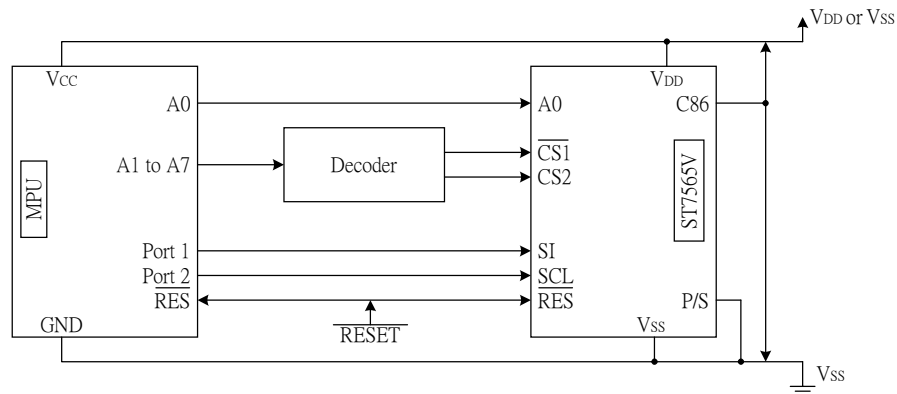 VDD or VSS
VCC
A0
A1 to A7
MPU
Port 1
Port 2
RES
GND
Decoder
RESET
VDD
A0
C86
CS1
CS2
ST7565V
SI
SCL
RES
P/S
VSS
VSS